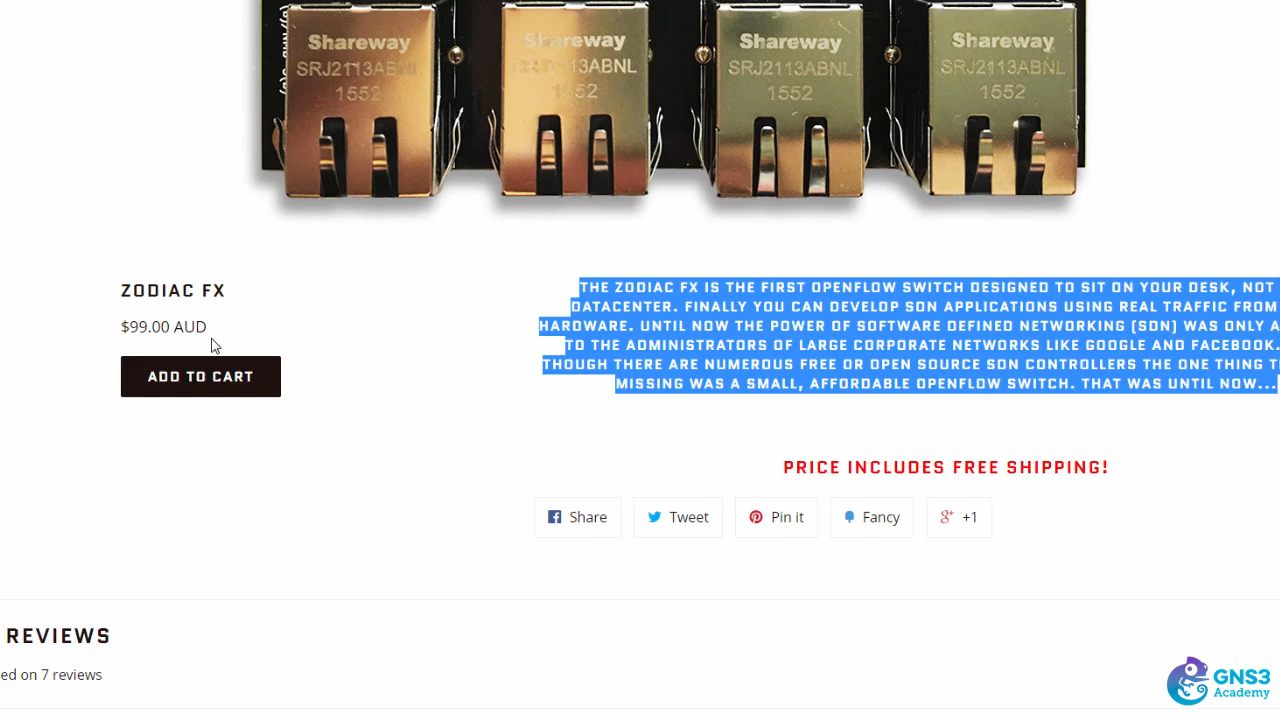 Shareway Shareway Shareway Shareway
SRJ2113ABNL SRJ2113ABNL SRJ2113ABNL
1552 1552 1552 1552
ZODIAC FX
$99.00 AUD
ADD TO CART
THE ZODIAC FX IS THE FIRST OPENFLOW SWITCH DESIGNED TO SIT ON YOUR DESK, NOT
DATACENTER. FINALLY YOU CAN DEVELOP SDN APPLICATIONS USING REAL TRAFFIC FROM
HARDWARE. UNTIL NOW THE POWER OF SOFTWARE DEFINED NETWORKING (SDN) WAS ONLY A
TO THE ADMINISTRATORS OF LARGE CORPORATE NETWORKS LIKE GOOGLE AND FACEBOOK.
THOUGH THERE ARE NUMEROUS FREE OR OPEN SOURCE SDN CONTROLLERS THE ONE THING T
MISSING WAS A SMALL, AFFORDABLE OPENFLOW SWITCH. THAT WAS UNTIL NOW...
PRICE INCLUDES FREE SHIPPING!
Share Tweet Pin it Fancy +1
REVIEWS
ed on 7 reviews
GNS3
Academy